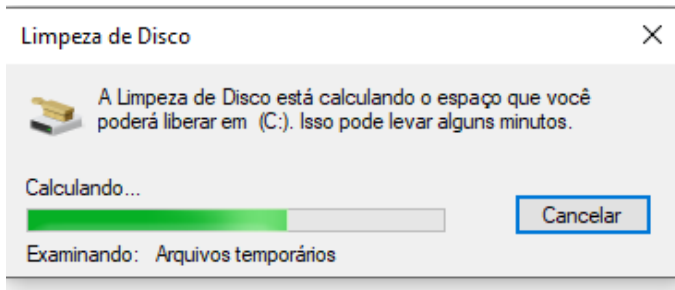 Limpeza de Disco
A Limpeza de Disco está calculando o espaço que você
poderá liberar em (C:). Isso pode levar alguns minutos.
Calculando...
Cancelar
Examinando: Arquivos temporários